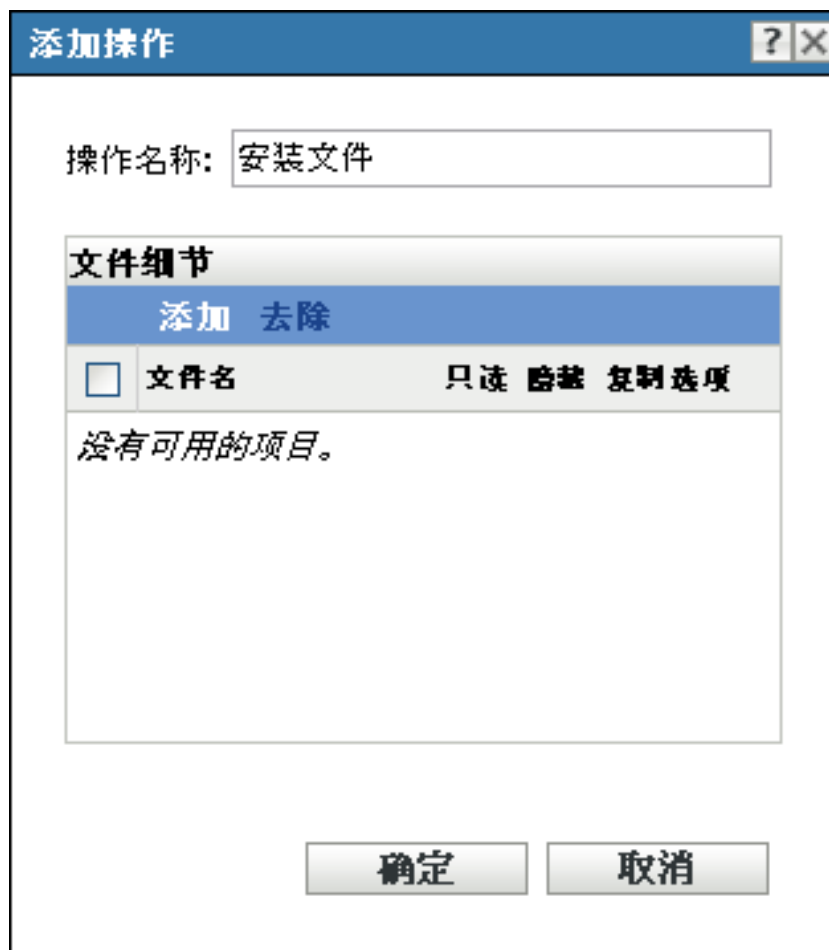 添加操作 ?
操作名称: 安装文件
文件细节
添加 去除
文件名 只读 隐藏 复制选项
没有可用的项目。
确定 取消